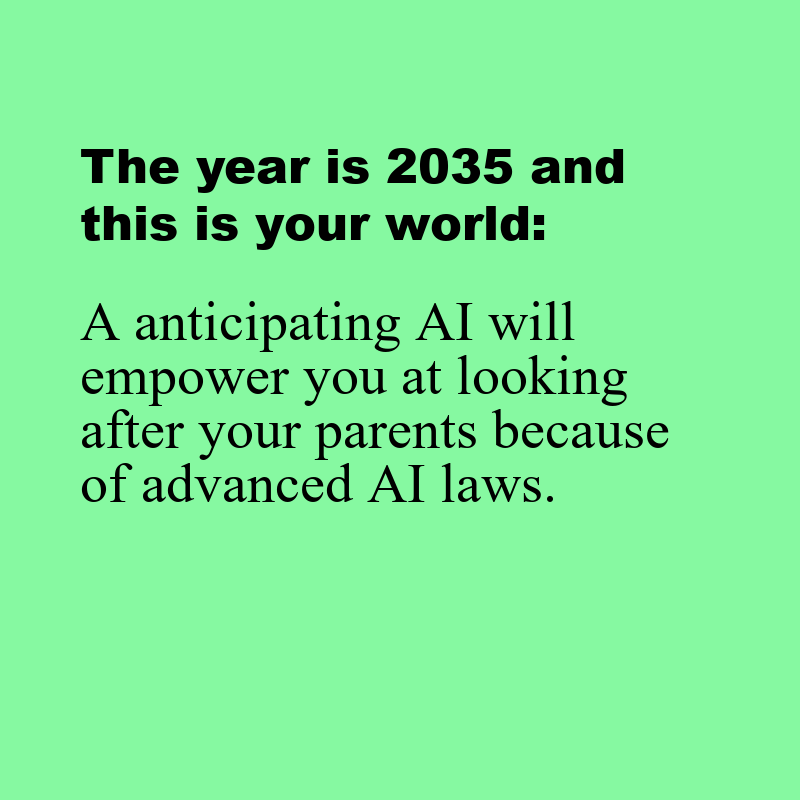 The year is 2035 and
this is your world:
A anticipating AI will
empower you at looking
after your parents because
of advanced AI laws.